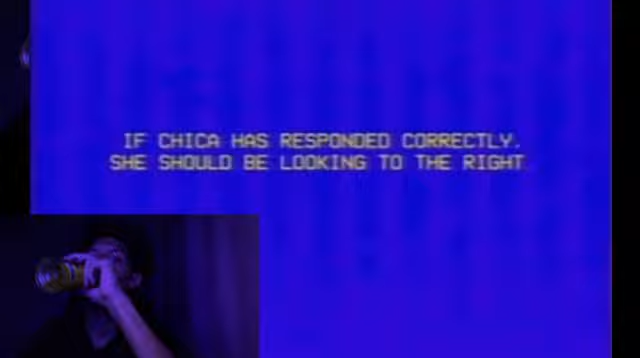 IF CHICA HAS RESPONDED CORRECTLY.
SHE SHOULD BE LOOKING TO THE RIGHT